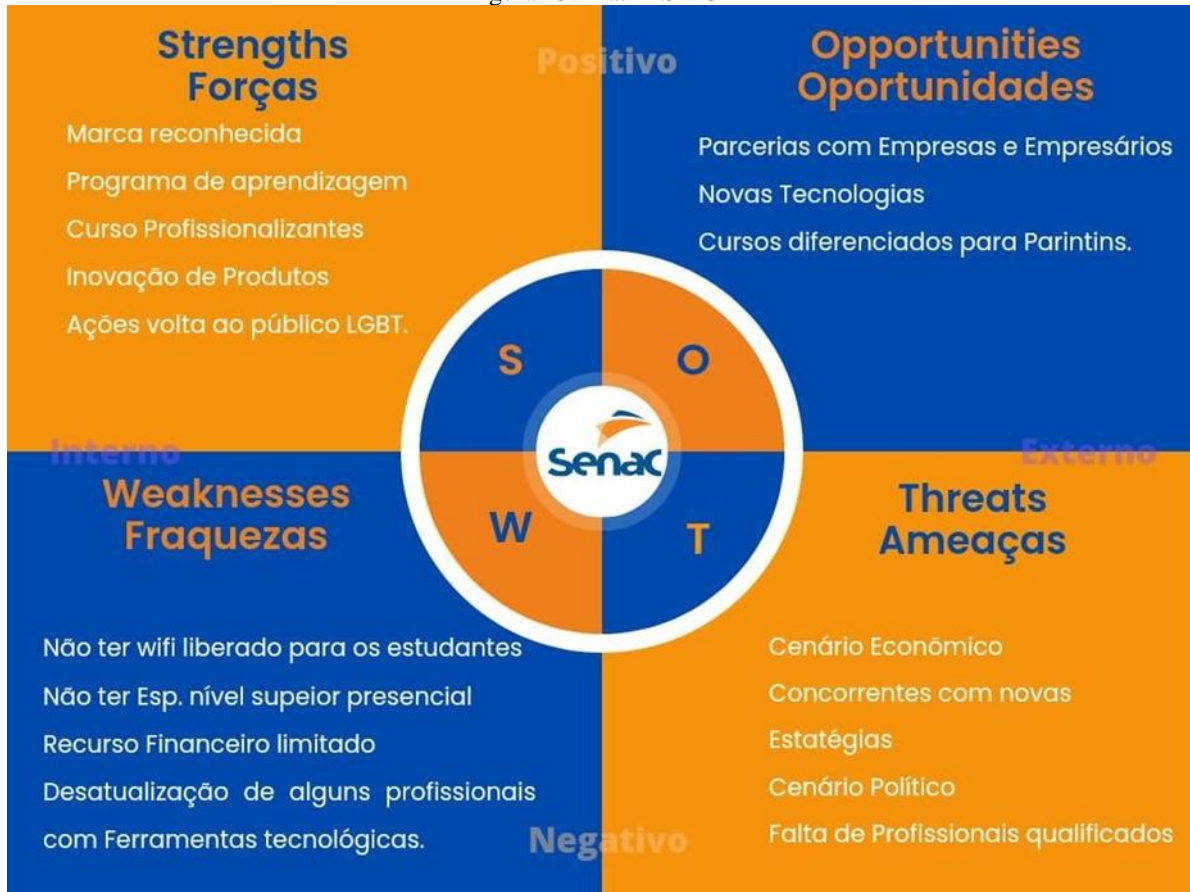 Strengths
Forças
Marca reconhecida
Programa de aprendizagem
Curso Profissionalizantes
Inovação de Produtos
Ações volta ao público LGBT.
Positivo
Opportunities
Oportunidades
Parcerias com Empresas e Empresários
Novas Tecnologias
Cursos diferenciados para Parintins.
S
O
Senac
W
T
Interno
Externo
Weaknesses
Fraquezas
Não ter wifi liberado para os estudantes
Não ter Esp. nível supeior presencial
Recurso Financeiro limitado
Desatualização de alguns profissionais
com Ferramentas tecnológicas.
Negativo
Threats
Ameaças
Cenário Econômico
Concorrentes com novas
Estatégias
Cenário Político
Falta de Profissionais qualificados